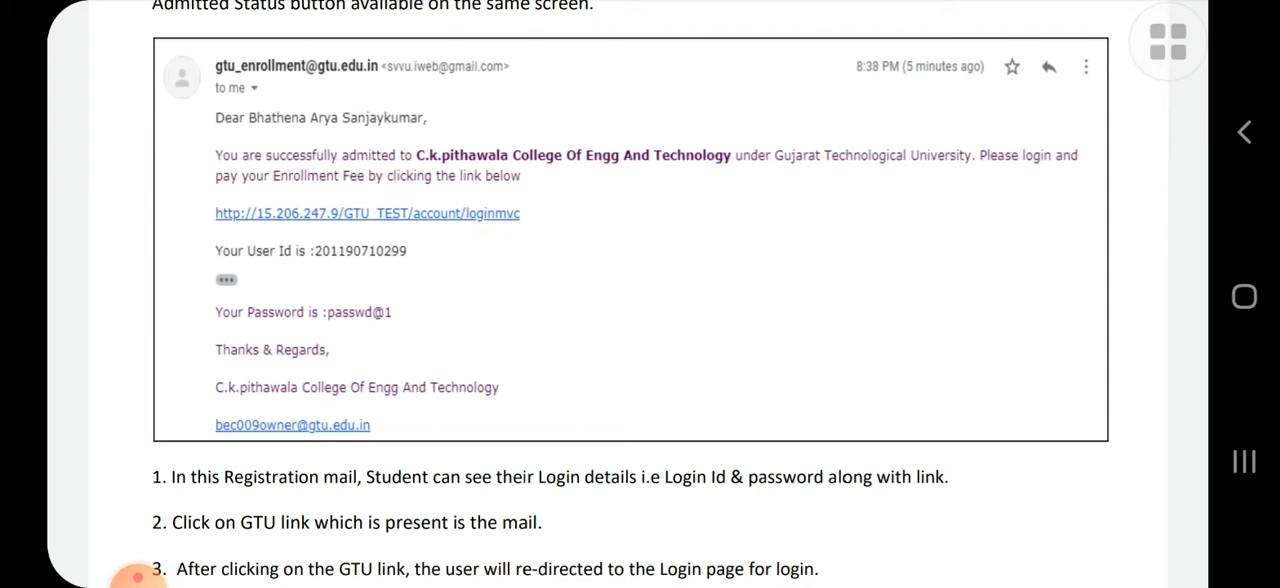 Admitted Status button available on the same screen.
gtu_enrollment@gtu.edu.in <svvu.iweb@gmail.com>
8:38 PM (5 minutes ago)
to me
Dear Bhathena Arya Sanjaykumar,
You are successfully admitted to C.k.pithawala College Of Engg And Technology under Gujarat Technological University. Please login and
pay your Enrollment Fee by clicking the link below
http://15.206.247.9/GTU_TEST/account/loginmvc
Your User Id is :201190710299
Your Password is :passwd@1
Thanks & Regards,
C.k.pithawala College Of Engg And Technology
bec009owner@gtu.edu.in
1. In this Registration mail, Student can see their Login details i.e Login Id & password along with link.
2. Click on GTU link which is present is the mail.
3. After clicking on the GTU link, the user will re-directed to the Login page for login.